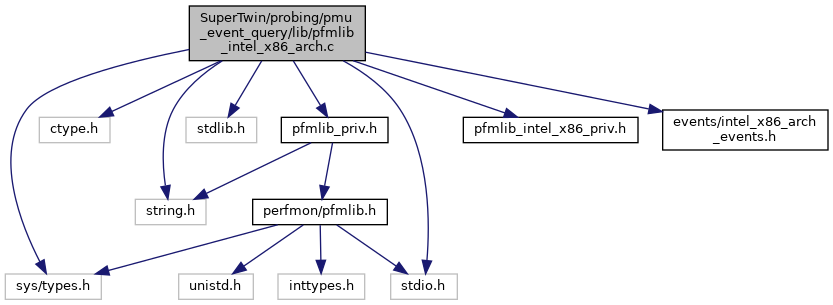 SuperTwin/probing/pmu
_event_query/lib/pfmlib
_intel_x86_arch.c
ctype.h
stdlib.h
pfmlib_priv.h
pfmlib_intel_x86_priv.h
events/intel_x86_arch
_events.h
string.h
perfmon/pfmlib.h
sys/types.h
unistd.h
inttypes.h
stdio.h